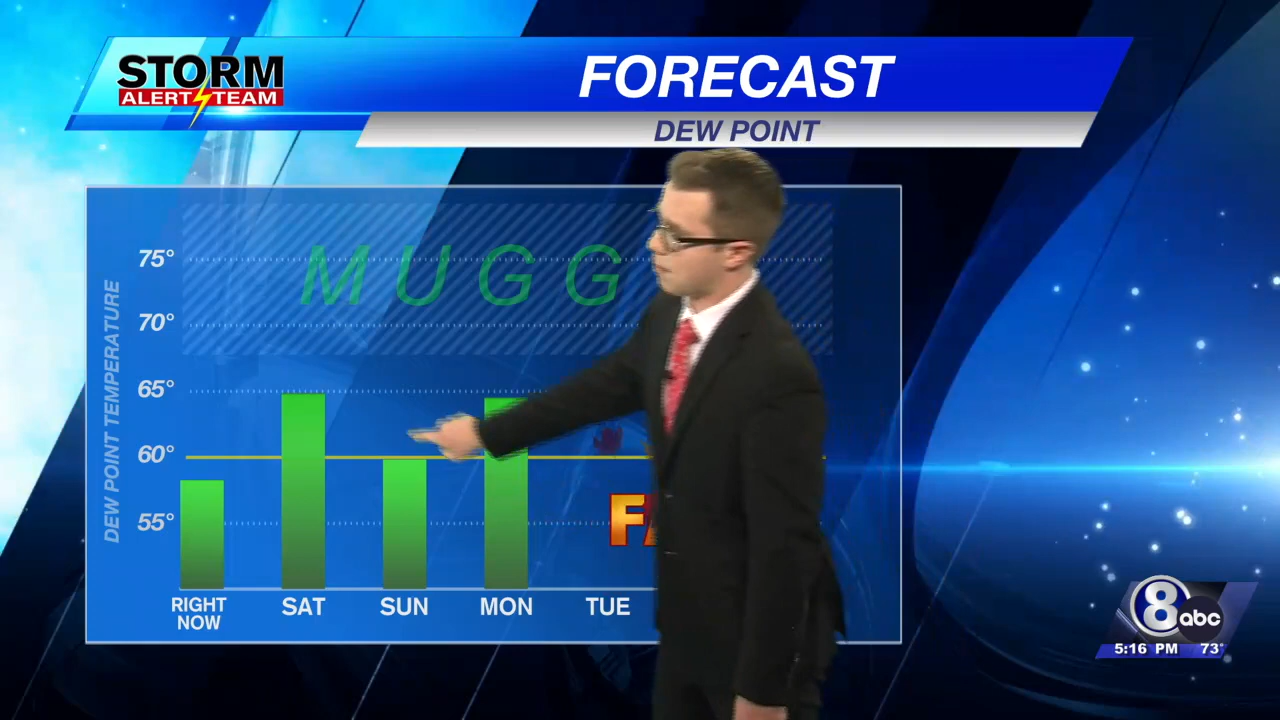 STORM
ALERT TEAM
FORECAST
DEW POINT
MUGG
75°
70°
65°
60°
55°
DEW POINT TEMPERATURE
RIGHT
NOW
SAT
SUN
MON
TUE
8
abc
5:16 PM 73°